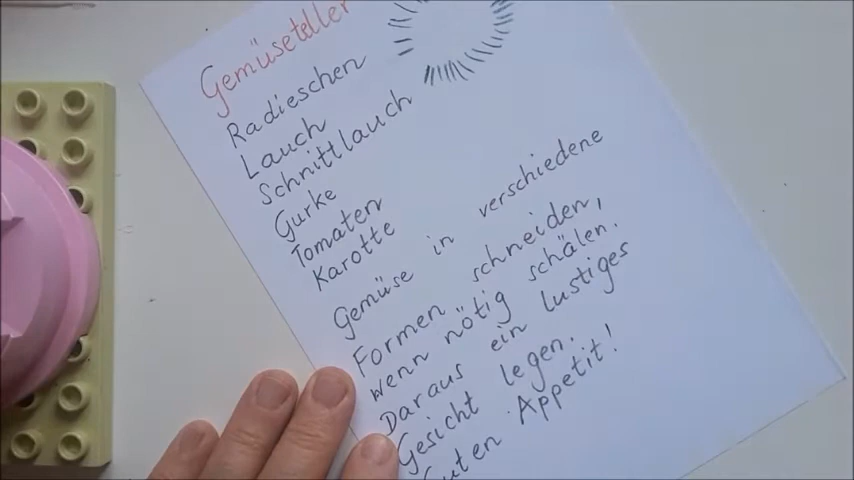 Gemüseteller
Radieschen
Lauch
Schnittlauch
Gurke
Tomaten
Karotte
Gemüse in verschiedene
Formen schneiden,
wenn nötig schälen.
Daraus ein lustiges
Gesicht legen.
Guten Appetit!